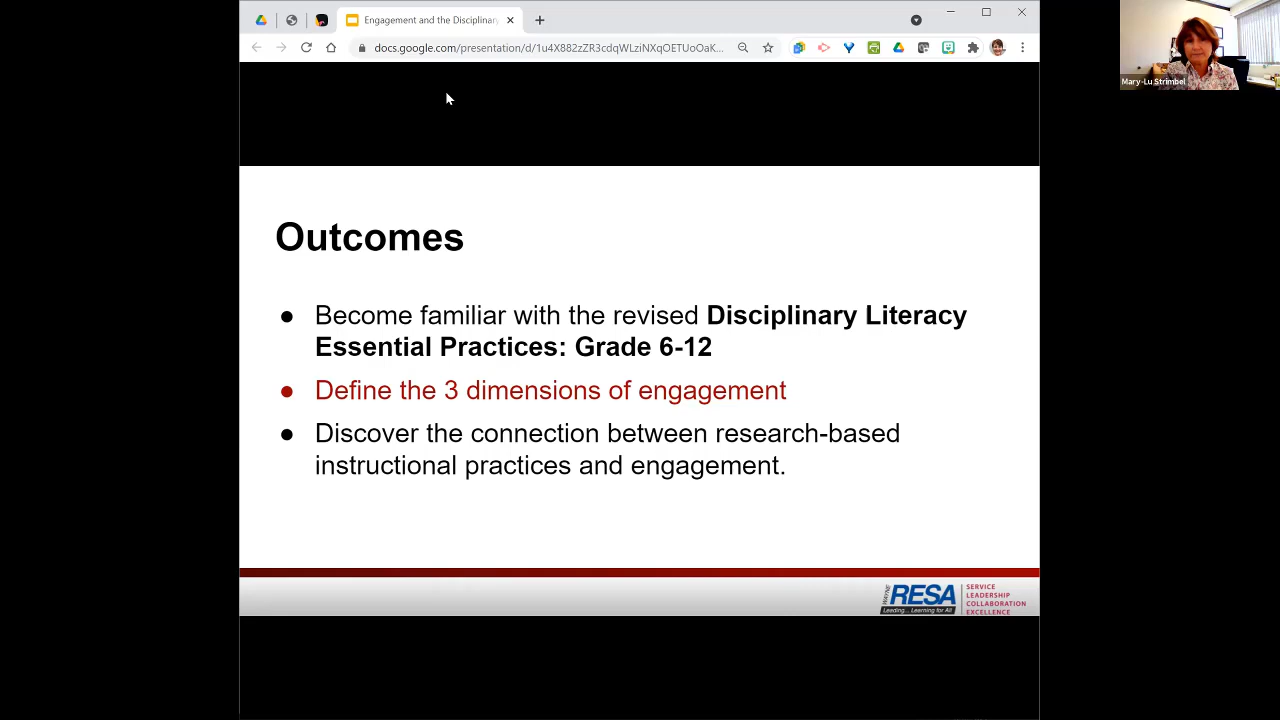 Engagement and the Disciplinar
docs.google.com/presentation/d/1u4X882zZR3cdqWLziNXqOETUoOaK...
Mary-Lu Strimbel
Outcomes
● Become familiar with the revised Disciplinary Literacy
Essential Practices: Grade 6-12
● Define the 3 dimensions of engagement
● Discover the connection between research-based
instructional practices and engagement.
WAYNE
RESA
Leading... Learning for All
SERVICE
LEADERSHIP
COLLABORATION
EXCELLENCE